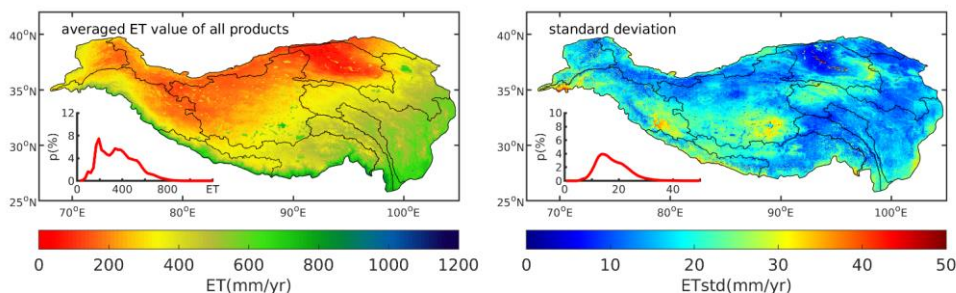 averaged ET value of all products
40°N
35°N
30°N
25°N
p(%)
12
8
4
0
0 400 800 ET
70°E 80°E 90°E 100°E
0 200 400 600 800 1000 1200
ET(mm/yr)
standard deviation
40°N
35°N
30°N
25°N
p(%)
10
8
6
4
2
0
0 20 40
70°E 80°E 90°E 100°E
0 10 20 30 40 50
ETstd(mm/yr)